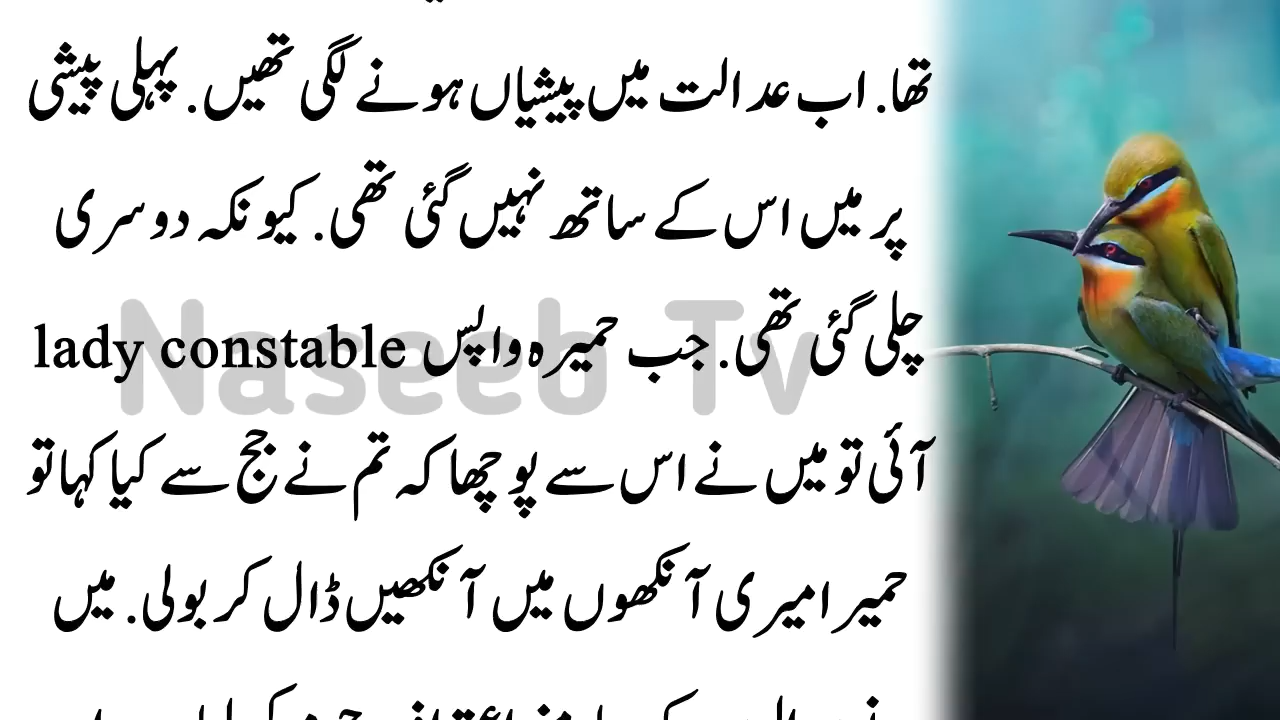 تھا. اب عدالت میں پیشیاں ہونے لگی تھیں. پہلی پیشی
پر میں اس کے ساتھ نہیں گئی تھی. کیونکہ دوسری
lady constable چلی گئی تھی. جب حمیرہ واپس
Naseeb Tv
آئی تو میں نے اس سے پوچھا کہ تم نے جج سے کیا کہا تو
حمیرا میری آنکھوں میں آنکھیں ڈال کر بولی. میں